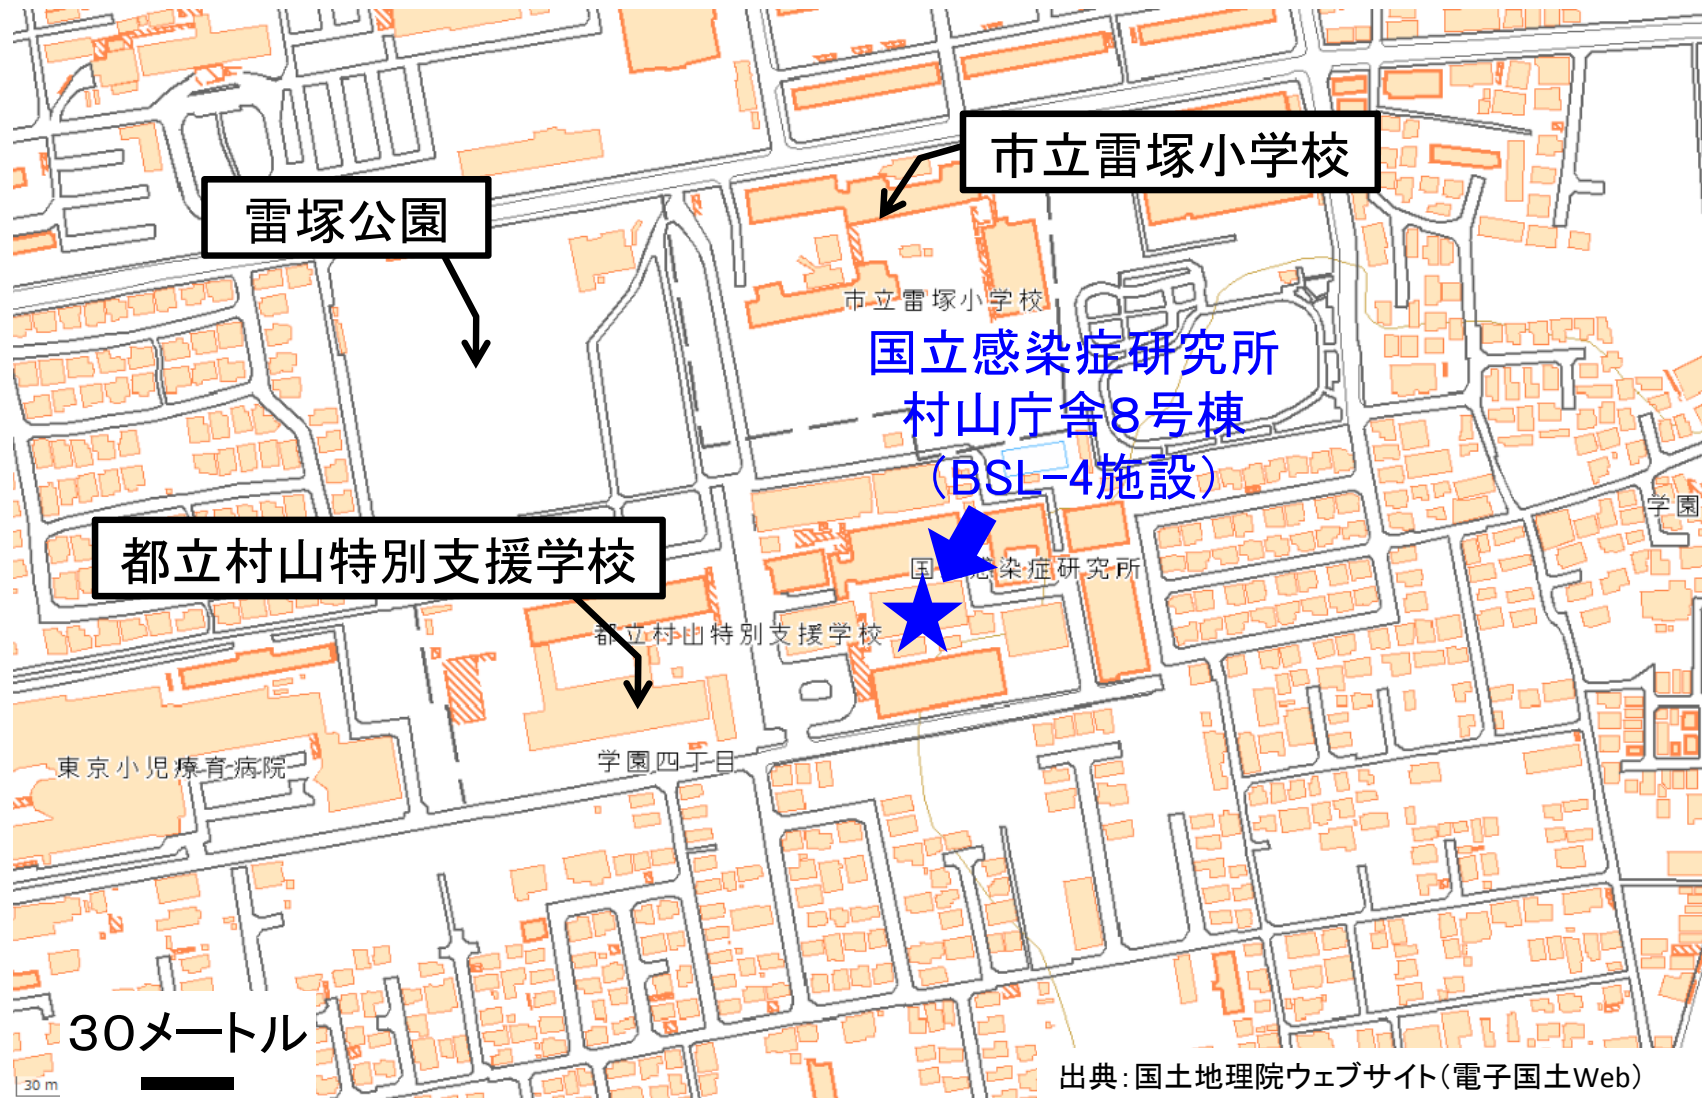 市立雷塚小学校
雷塚公園
市立雷塚小学校
国立感染症研究所
村山庁舎8号棟
（BSL-4施設）
学園
都立村山特別支援学校
国 感染症研究所
都立村山特別支援学校
学園四丁目
東京小児療育病院
30メートル
30 m
出典：国土地理院ウェブサイト（電子国土Web）